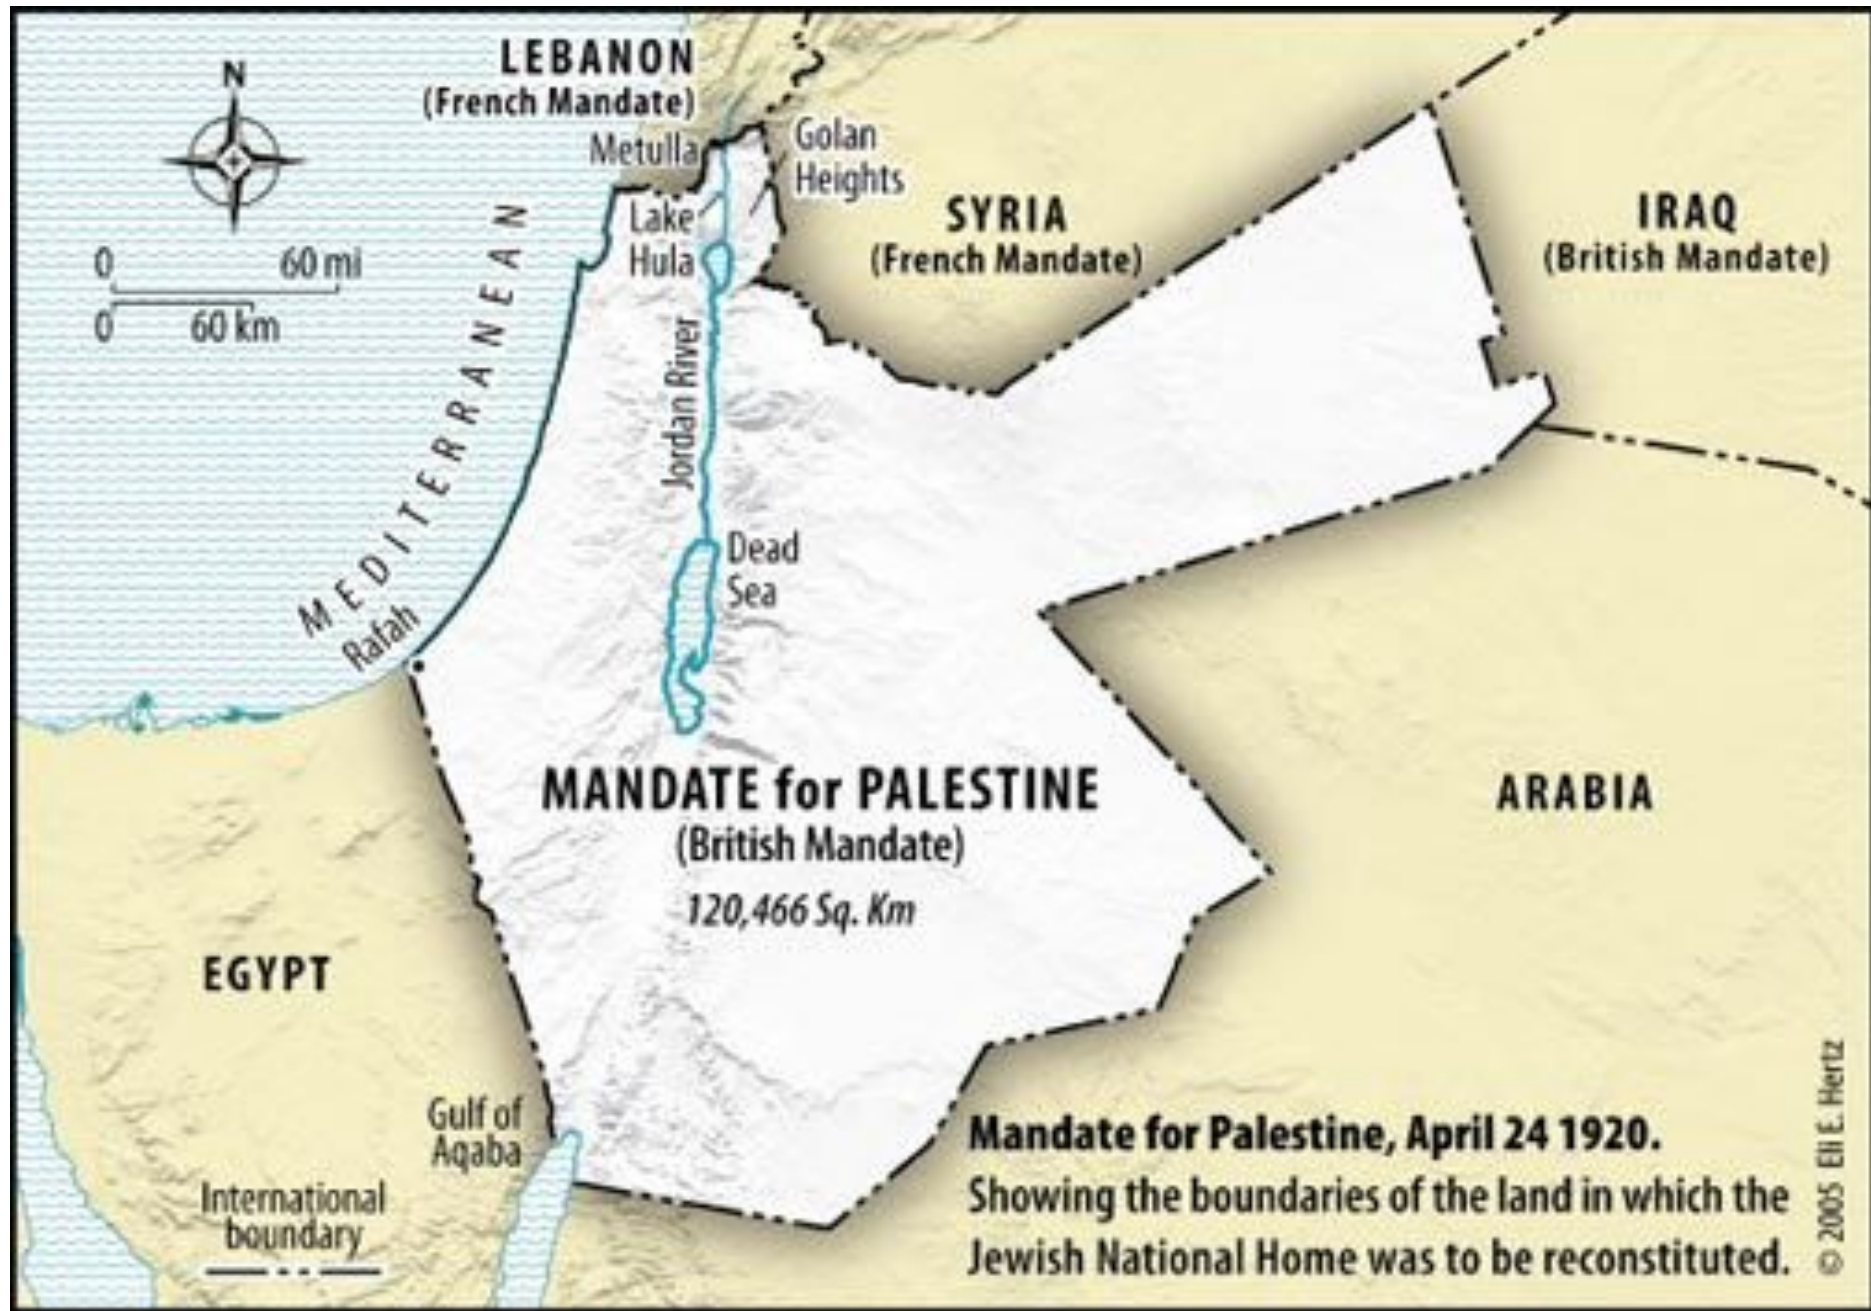 LEBANON
(French Mandate)
N
Metulla
Golan
Heights
Lake
Hula
SYRIA
(French Mandate)
IRAQ
(British Mandate)
0 60 mi
0 60 km
MEDITERRANEAN
Jordan River
Dead
Sea
Rafah
MANDATE for PALESTINE
(British Mandate)
120,466 Sq. Km
ARABIA
EGYPT
Gulf of
Aqaba
International
boundary
Mandate for Palestine, April 24 1920.
Showing the boundaries of the land in which the
Jewish National Home was to be reconstituted.
© 2005 Eli E. Hertz